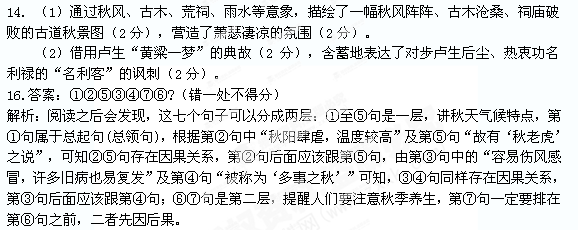 14. （1）通过秋风、古木、荒祠、雨水等意象，描绘了一幅秋风阵阵、古木沧桑、祠庙破
败的古道秋景图（2 分），营造了萧瑟凄凉的氛围（2 分）。
（2）借用卢生“黄梁一梦”的典故（2 分），含蓄地表达了对步卢生后尘、热衷功名
利禄的“名利客”的讽刺（2 分）。
16. 答案：①②⑤③④⑦⑥?（错一处不得分）
解析：阅读之后会发现，这七个句子可以分成两层：①至⑤句是一层，讲秋天气候特点，第
①句属于总起句(总领句)，根据第②句中“秋阳肆虐，温度较高”及第⑤句“故有‘秋老虎’
之说”，可知②⑤句存在因果关系，第②句后面应该跟第⑤句，由第③句中的“容易伤风感
冒，许多旧病也易复发”及第④句“被称为‘多事之秋’”可知，③④句同样存在因果关系，
第③句后面应该跟第④句；⑥⑦句是第二层，提醒人们要注意秋季养生，第⑦句一定要排在
第⑥句之前，二者先因后果。